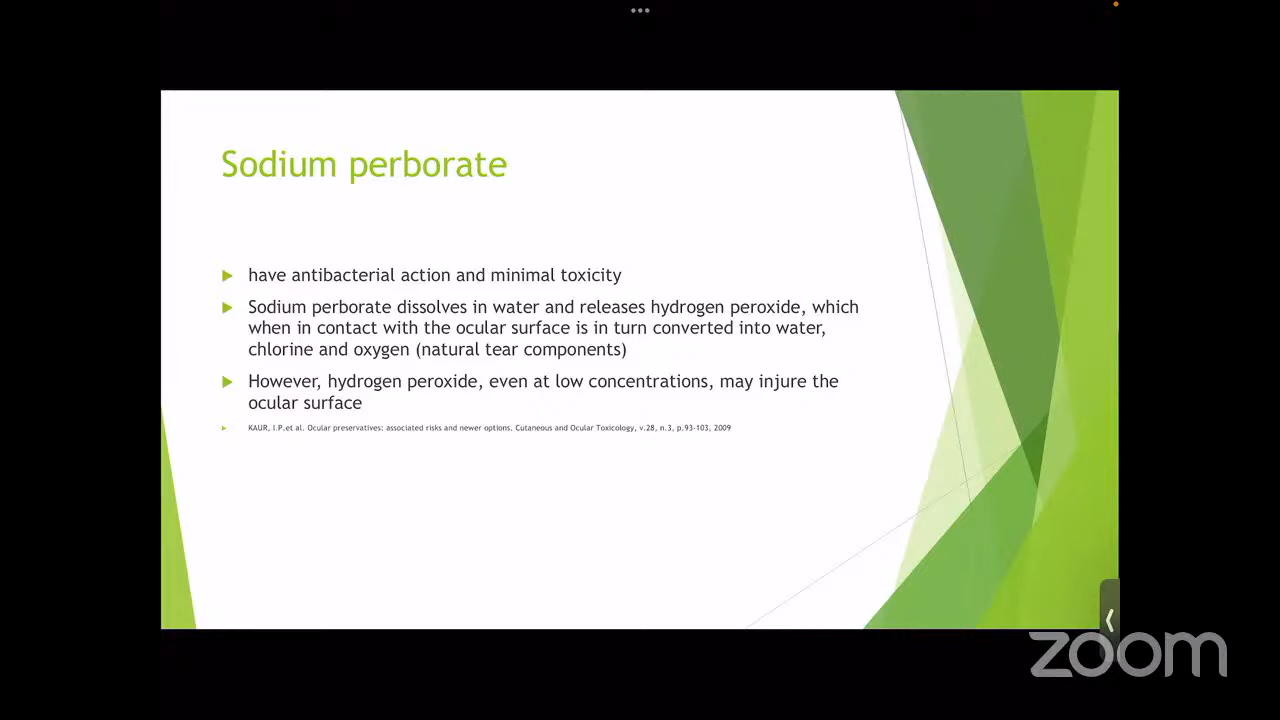 Sodium perborate
have antibacterial action and minimal toxicity
Sodium perborate dissolves in water and releases hydrogen peroxide, which
when in contact with the ocular surface is in turn converted into water,
chlorine and oxygen (natural tear components)
However, hydrogen peroxide, even at low concentrations, may injure the
ocular surface
KAUR, I.P.et al. Ocular preservatives: associated risks and newer options. Cutaneous and Ocular Toxicology, v.28, n.3, p.93-103, 2009
zoom